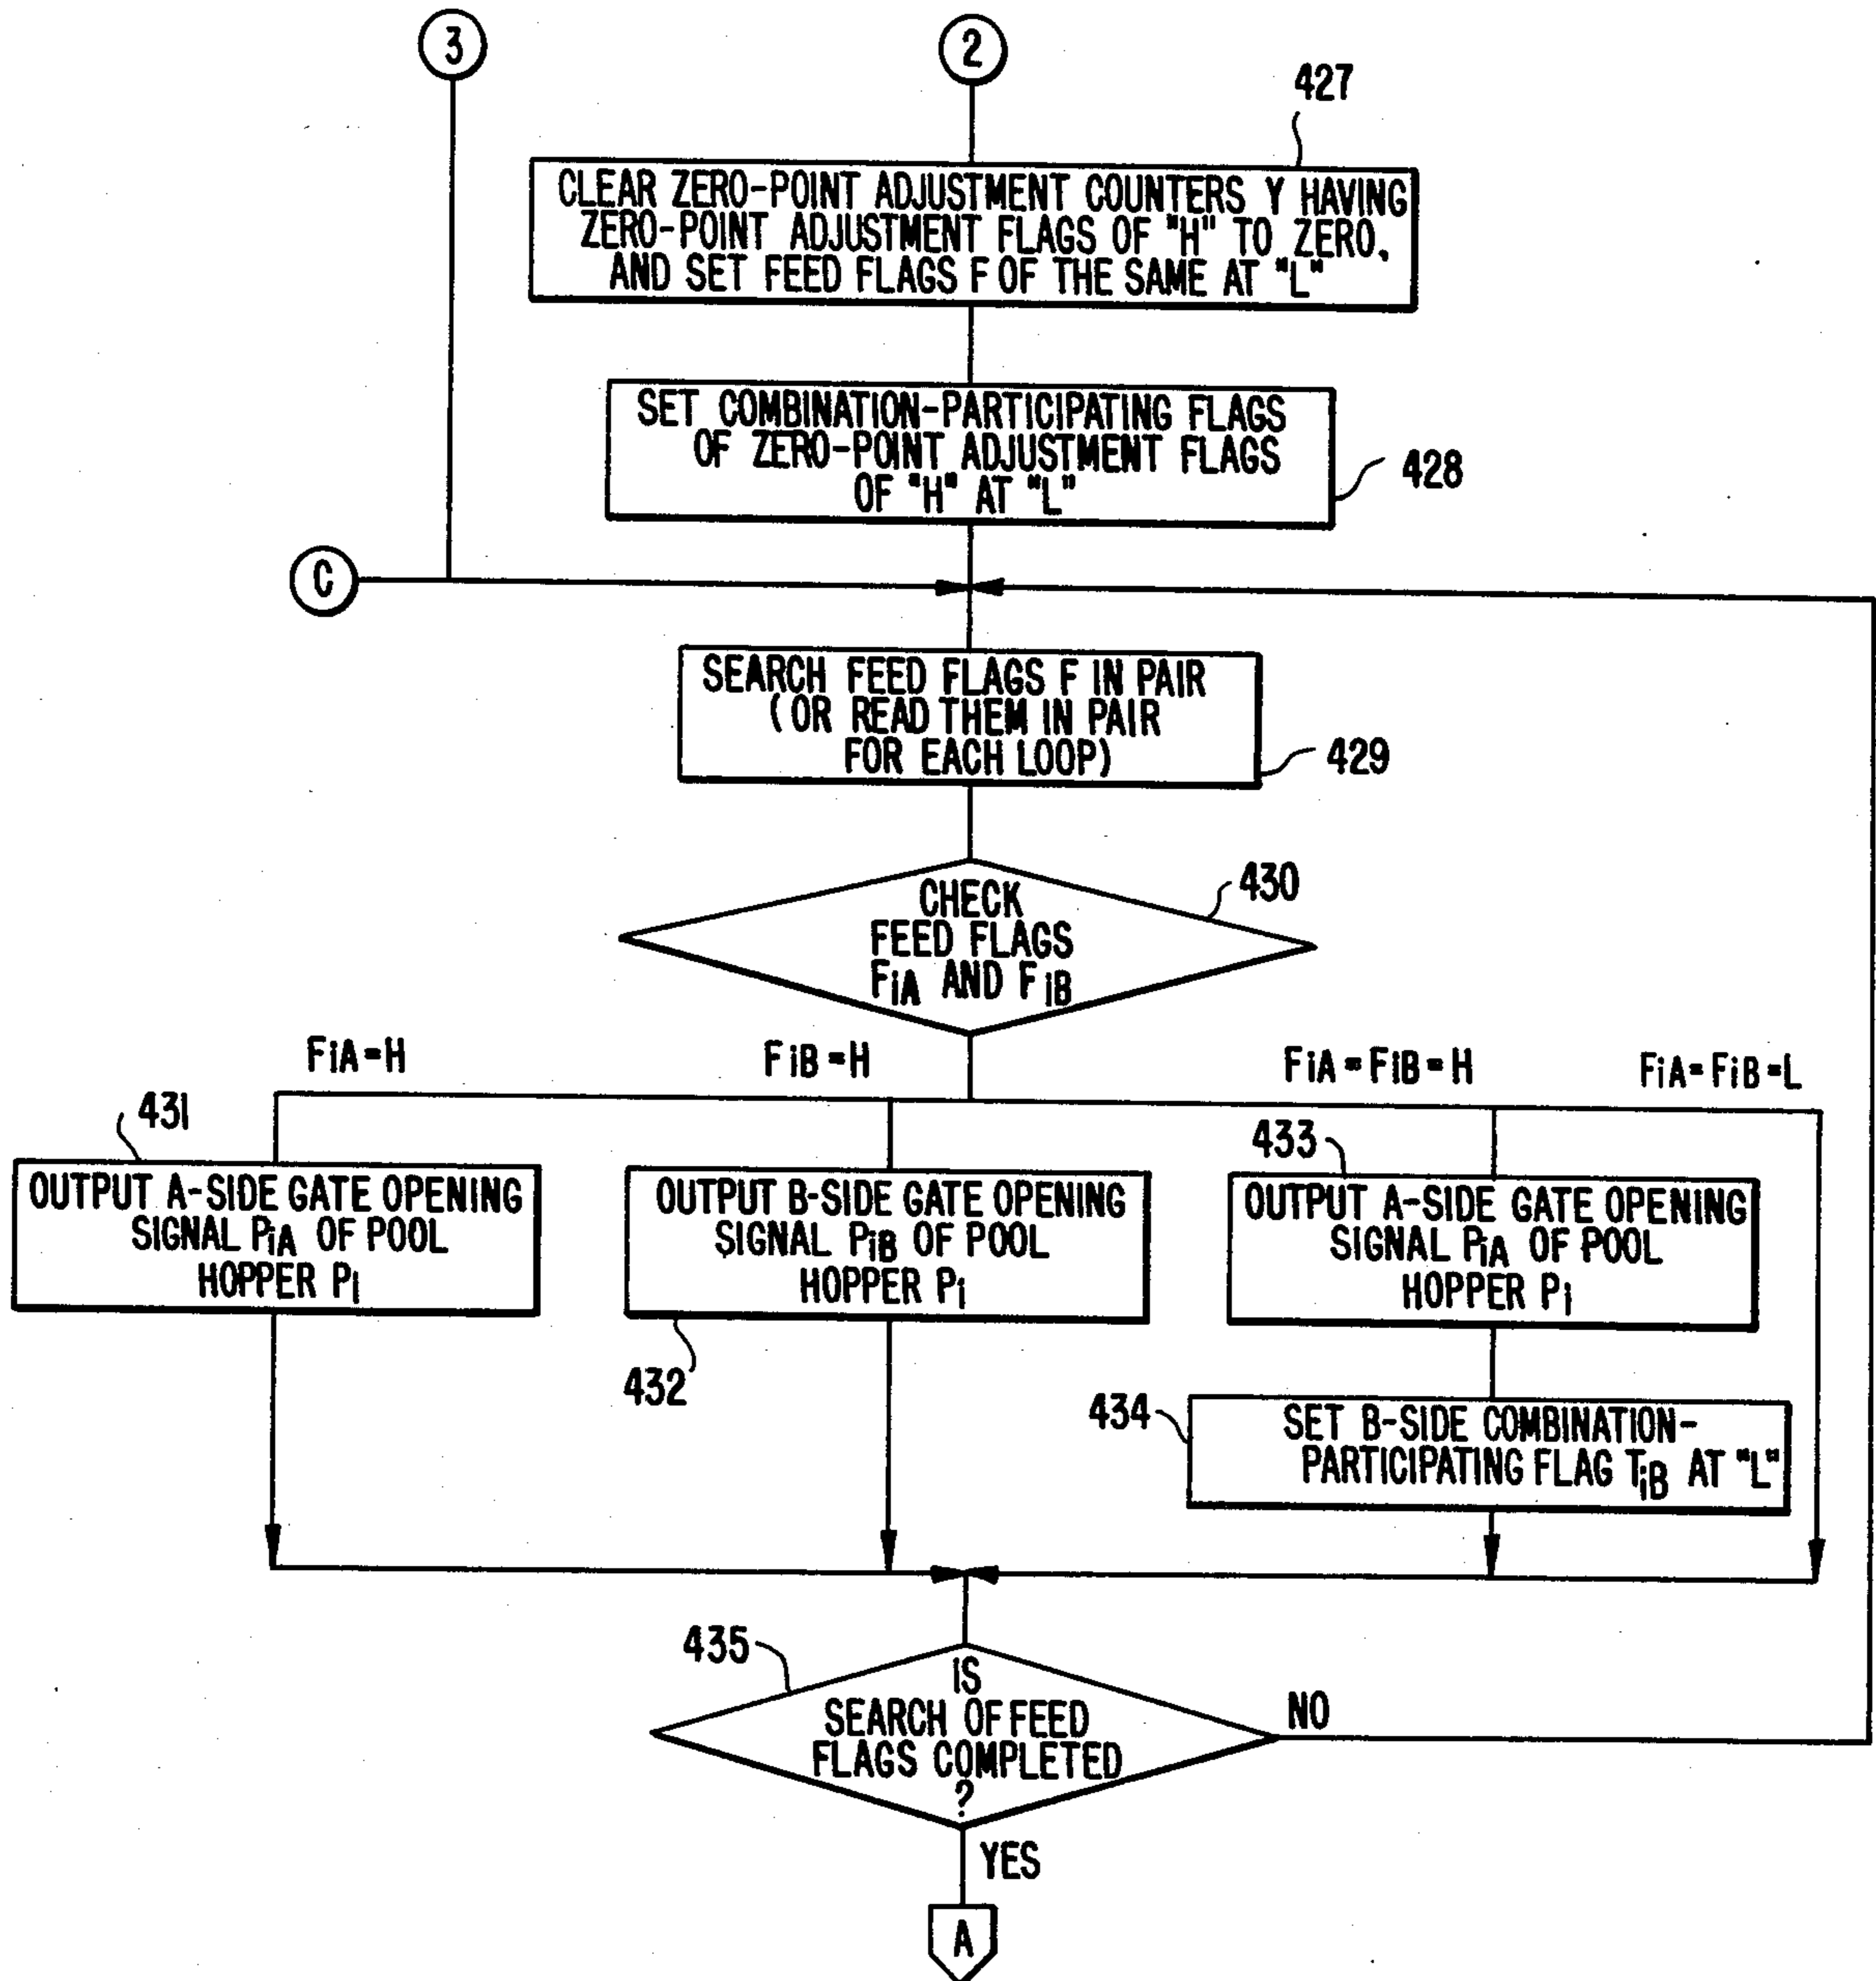 3
2
427
CLEAR ZERO-POINT ADJUSTMENT COUNTERS Y HAVING
ZERO-POINT ADJUSTMENT FLAGS OF "H" TO ZERO,
AND SET FEED FLAGS F OF THE SAME AT "L"
SET COMBINATION-PARTICIPATING FLAGS
OF ZERO-POINT ADJUSTMENT FLAGS
OF "H" AT "L"
428
C
SEARCH FEED FLAGS F IN PAIR
(OR READ THEM IN PAIR
FOR EACH LOOP)
429
430
CHECK
FEED FLAGS
FiA AND FiB
FiA=H
FiB=H
FiA=FiB=H
FiA=FiB=L
431
OUTPUT A-SIDE GATE OPENING
SIGNAL PiA OF POOL
HOPPER Pi
OUTPUT B-SIDE GATE OPENING
SIGNAL PiB OF POOL
HOPPER Pi
432
433
OUTPUT A-SIDE GATE OPENING
SIGNAL PiA OF POOL
HOPPER Pi
434
SET B-SIDE COMBINATION-
PARTICIPATING FLAG TiB AT "L"
435
IS
SEARCH OF FEED
FLAGS COMPLETED
?
NO
YES
A